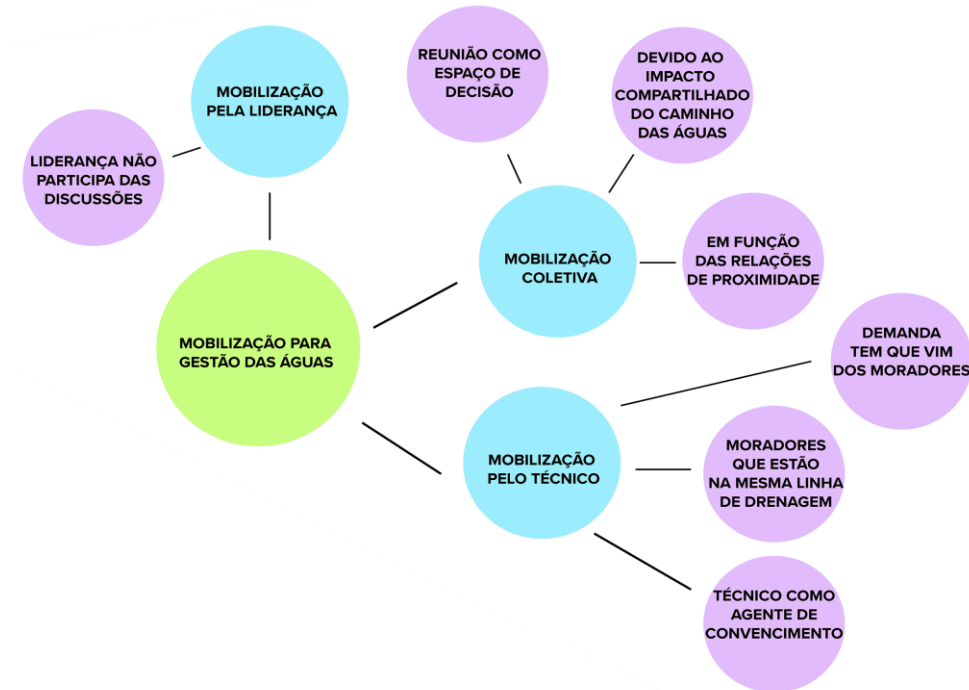 MOBILIZAÇÃO
PELA LIDERANÇA
LIDERANÇA NÃO
PARTICIPA DAS
DISCUSSÕES
REUNIÃO COMO
ESPAÇO DE
DECISÃO
DEVIDO AO
IMPACTO
COMPARTILHADO
DO CAMINHO
DAS ÁGUAS
MOBILIZAÇÃO
COLETIVA
EM FUNÇÃO
DAS RELAÇÕES
DE PROXIMIDADE
MOBILIZAÇÃO PARA
GESTÃO DAS ÁGUAS
DEMANDA
TEM QUE VIM
DOS MORADORES
MOBILIZAÇÃO
PELO TÉCNICO
MORADORES
QUE ESTÃO
NA MESMA LINHA
DE DRENAGEM
TÉCNICO COMO
AGENTE DE
CONVENCIMENTO